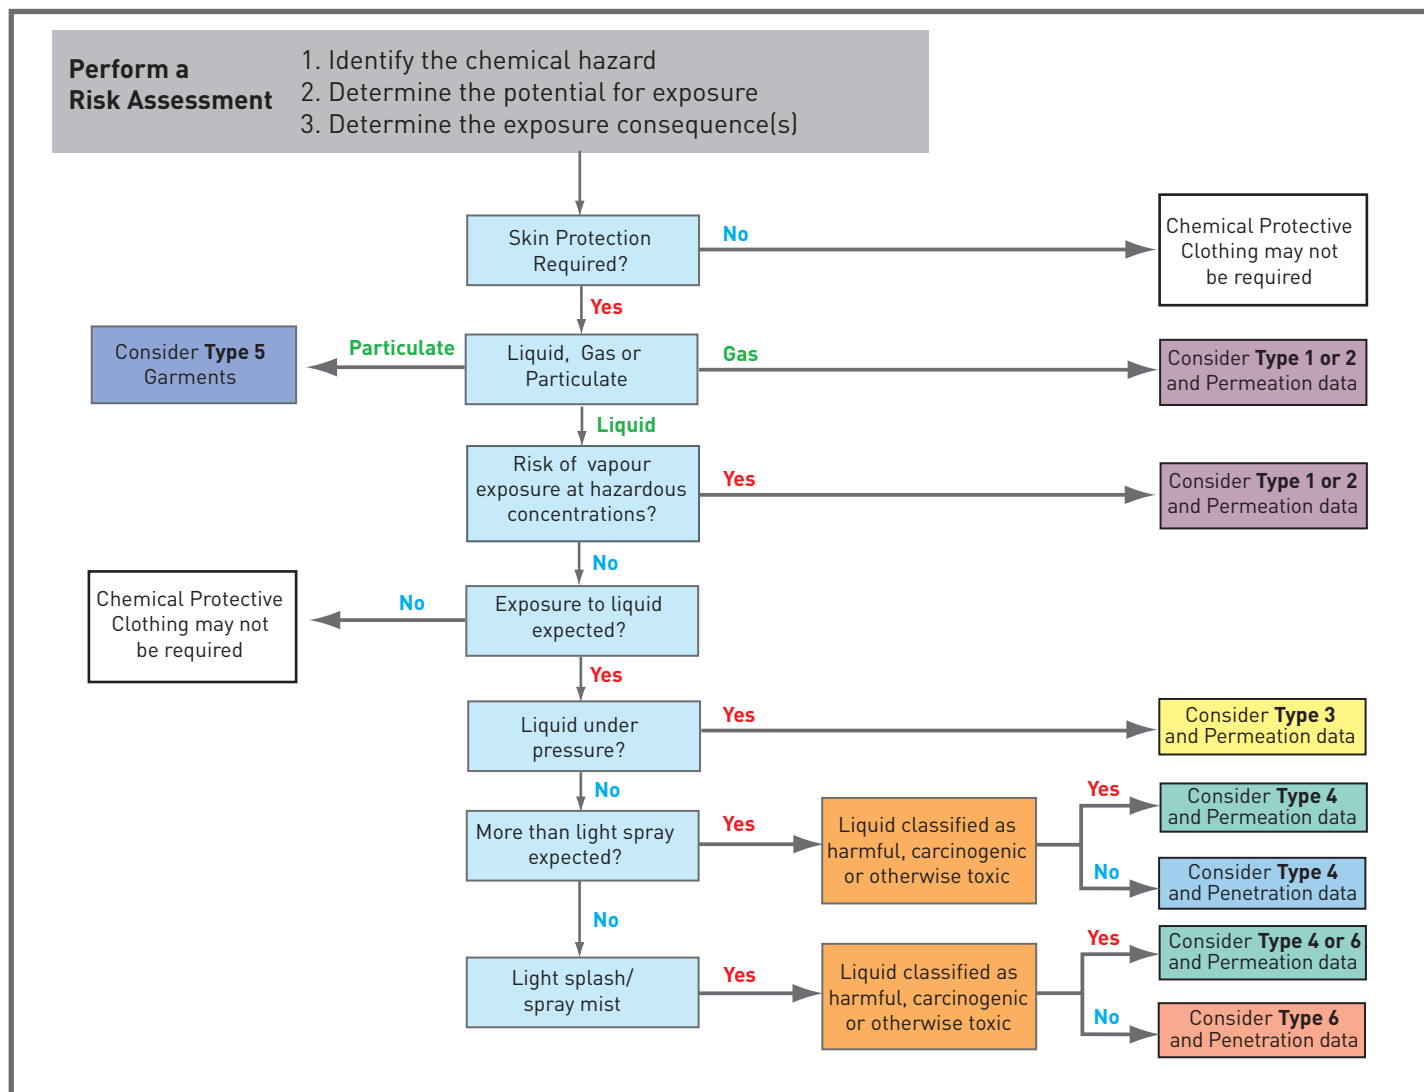 Perform a
Risk Assessment
1. Identify the chemical hazard
2. Determine the potential for exposure
3. Determine the exposure consequence(s)
Skin Protection
Required?
No
Chemical Protective
Clothing may not
be required
Yes
Consider Type 5
Garments
Particulate
Liquid, Gas or
Particulate
Gas
Consider Type 1 or 2
and Permeation data
Liquid
Risk of vapour
exposure at hazardous
concentrations?
Yes
Consider Type 1 or 2
and Permeation data
No
Chemical Protective
Clothing may not
be required
No
Exposure to liquid
expected?
Yes
Liquid under
pressure?
Yes
Consider Type 3
and Permeation data
No
More than light spray
expected?
Yes
Liquid classified as
harmful, carcinogenic
or otherwise toxic
Yes
Consider Type 4
and Permeation data
No
Consider Type 4
and Penetration data
No
Light splash/
spray mist
Yes
Liquid classified as
harmful, carcinogenic
or otherwise toxic
Yes
Consider Type 4 or 6
and Permeation data
No
Consider Type 6
and Penetration data